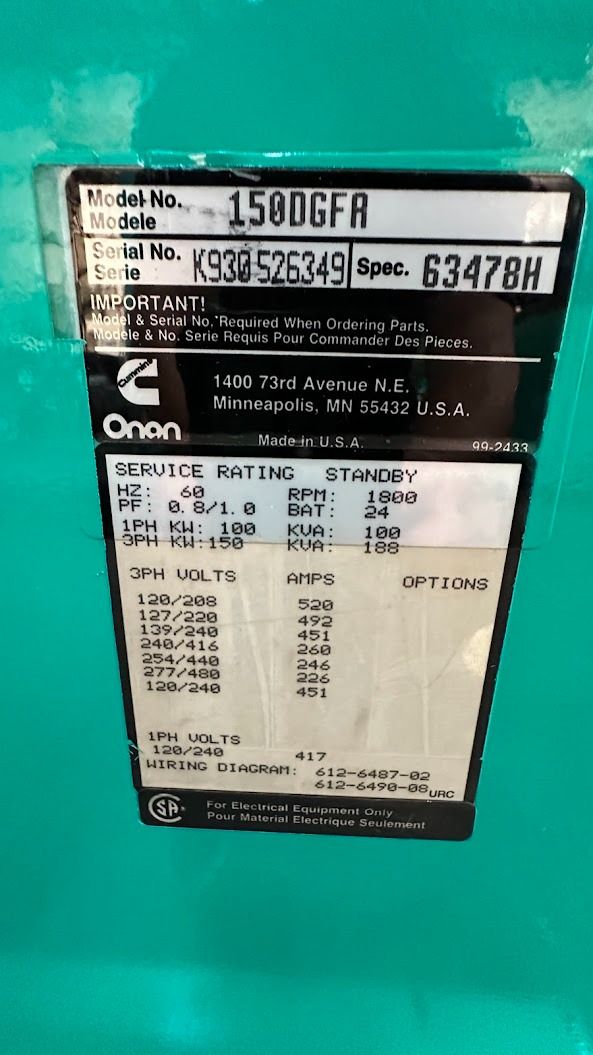 Model No. 150DGFA
Modele
Serial No. K930526349 Spec. 63478H
Serie
IMPORTANT!
Model & Serial No. Required When Ordering Parts.
Modele & No. Serie Requis Pour Commander Des Pieces.
Cummins
Onan
1400 73rd Avenue N.E.
Minneapolis, MN 55432 U.S.A.
Made in U.S.A. 99-2433
SERVICE RATING STANDBY
HZ: 60 RPM: 1800
PF: 0.8/1.0 BAT: 24
1PH KW: 100 KVA: 100
3PH KW:150 KVA: 188
3PH VOLTS AMPS OPTIONS
120/208 520
127/220 492
139/240 451
240/416 260
254/440 246
277/480 226
120/240 451
1PH VOLTS
120/240 417
WIRING DIAGRAM: 612-6487-02
612-6490-08 URC
SA
For Electrical Equipment Only
Pour Material Electrique Seulement